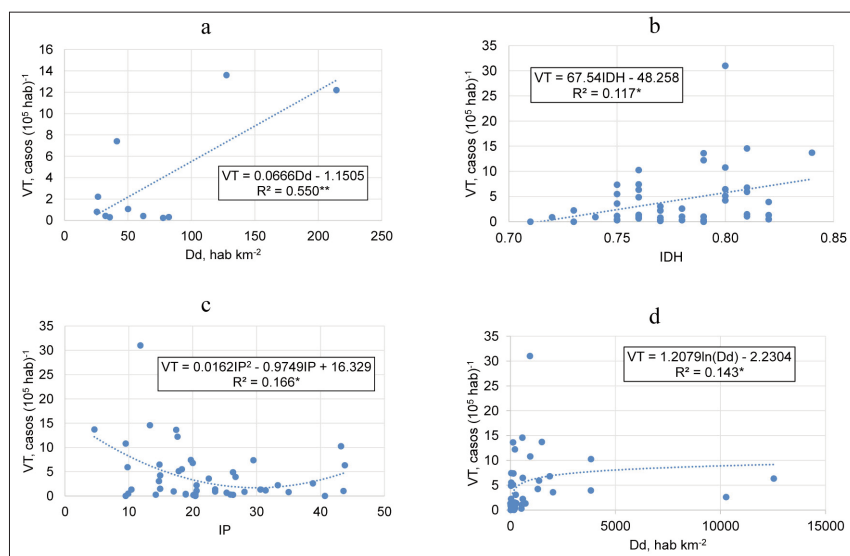 a
16
14
12
10
8
6
4
2
0
0 50 100 150 200 250
VT, casos (10⁵ hab)⁻¹
Dd, hab km⁻²
VT = 0.0666Dd - 1.1505
R² = 0.550**
b
35
30
25
20
15
10
5
0
0.70 0.75 0.80 0.85
VT, casos (10⁵ hab)⁻¹
IDH
VT = 67.54IDH - 48.258
R² = 0.117*
c
35
30
25
20
15
10
5
0
0 10 20 30 40 50
VT, casos (10⁵ hab)⁻¹
IP
VT = 0.0162IP² - 0.9749IP + 16.329
R² = 0.166*
d
35
30
25
20
15
10
5
0
0 5000 10000 15000
VT, casos (10⁵ hab)⁻¹
Dd, hab km⁻²
VT = 1.2079ln(Dd) - 2.2304
R² = 0.143*